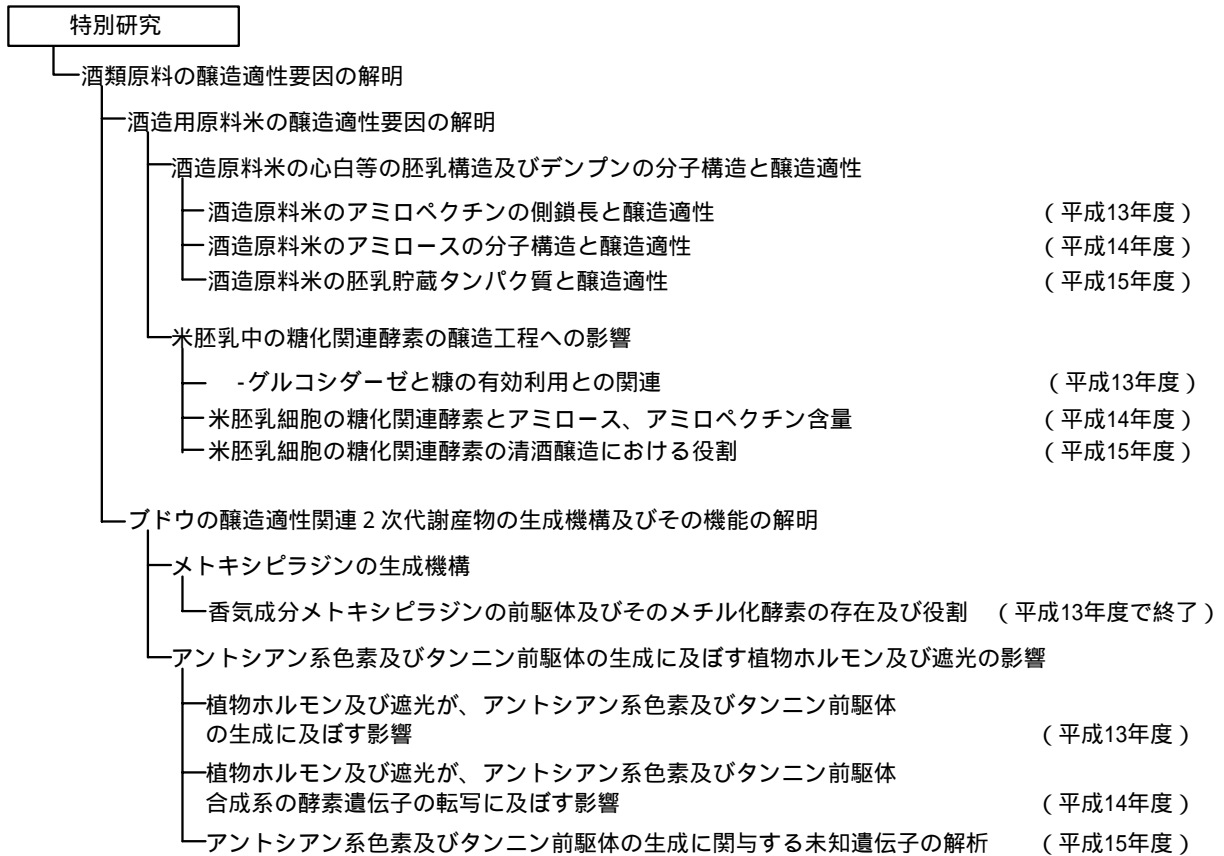 特別研究
酒類原料の醸造適性要因の解明
酒造用原料米の醸造適性要因の解明
酒造原料米の心白等の胚乳構造及びデンプンの分子構造と醸造適性
酒造原料米のアミロペクチンの側鎖長と醸造適性 (平成13年度)
酒造原料米のアミロースの分子構造と醸造適性 (平成14年度)
酒造原料米の胚乳貯蔵タンパク質と醸造適性 (平成15年度)
米胚乳中の糖化関連酵素の醸造工程への影響
-グルコシダーゼと糠の有効利用との関連 (平成13年度)
米胚乳細胞の糖化関連酵素とアミロース、アミロペクチン含量 (平成14年度)
米胚乳細胞の糖化関連酵素の清酒醸造における役割 (平成15年度)
ブドウの醸造適性関連2次代謝産物の生成機構及びその機能の解明
メトキシピラジンの生成機構
香気成分メトキシピラジンの前駆体及びそのメチル化酵素の存在及び役割 (平成13年度で終了)
アントシアン系色素及びタンニン前駆体の生成に及ぼす植物ホルモン及び遮光の影響
植物ホルモン及び遮光が、アントシアン系色素及びタンニン前駆体
の生成に及ぼす影響 (平成13年度)
植物ホルモン及び遮光が、アントシアン系色素及びタンニン前駆体
合成系の酵素遺伝子の転写に及ぼす影響 (平成14年度)
アントシアン系色素及びタンニン前駆体の生成に関与する未知遺伝子の解析 (平成15年度)